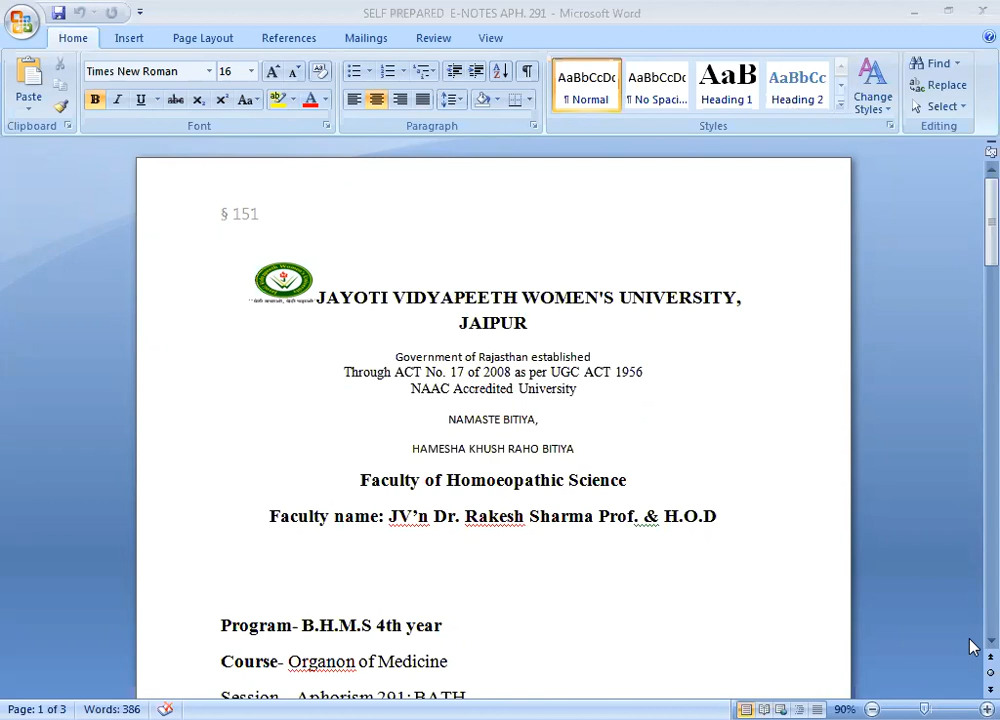 SELF PREPARED E-NOTES APH. 291 - Microsoft Word
Home Insert Page Layout References Mailings Review View
Times New Roman 16
Paste
AaBbCcDc AaBbCcDc AaB AaBbCc
¶ Normal ¶ No Spaci... Heading 1 Heading 2
Change Styles
Find
Replace
Select
Clipboard Font Paragraph Styles Editing
§ 151
JAYOTI VIDYAPEETH WOMEN'S UNIVERSITY,
JAIPUR
Government of Rajasthan established
Through ACT No. 17 of 2008 as per UGC ACT 1956
NAAC Accredited University
NAMASTE BITIYA,
HAMESHA KHUSH RAHO BITIYA
Faculty of Homoeopathic Science
Faculty name: JV’n Dr. Rakesh Sharma Prof. & H.O.D
Program- B.H.M.S 4th year
Course- Organon of Medicine
Session – Aphorism 291: BATH
Page: 1 of 3 Words: 386 90%